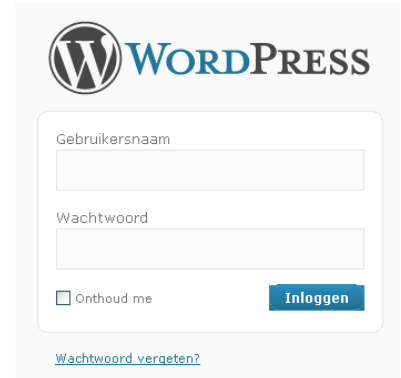 WORDPRESS
Gebruikersnaam
Wachtwoord
Onthoud me
Inloggen
Wachtwoord vergeten?